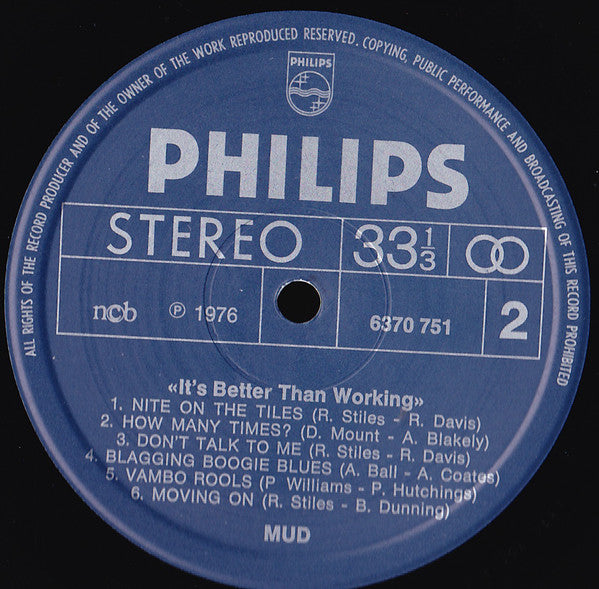 ALL RIGHTS OF THE RECORD PRODUCER AND OF THE OWNER OF THE WORK REPRODUCED RESERVED. COPYING, PUBLIC PERFORMANCE AND BROADCASTING OF THIS RECORD PROHIBITED
PHILIPS
PHILIPS
STEREO 33 1/3
ncb ℗ 1976 6370 751 2
«It's Better Than Working»
1. NITE ON THE TILES (R. Stiles - R. Davis)
2. HOW MANY TIMES? (D. Mount - A. Blakely)
3. DON'T TALK TO ME (R. Stiles - R. Davis)
4. BLAGGING BOOGIE BLUES (A. Ball - A. Coates)
5. VAMBO ROOLS (P Williams - P. Hutchings)
6. MOVING ON (R. Stiles - B. Dunning)
MUD